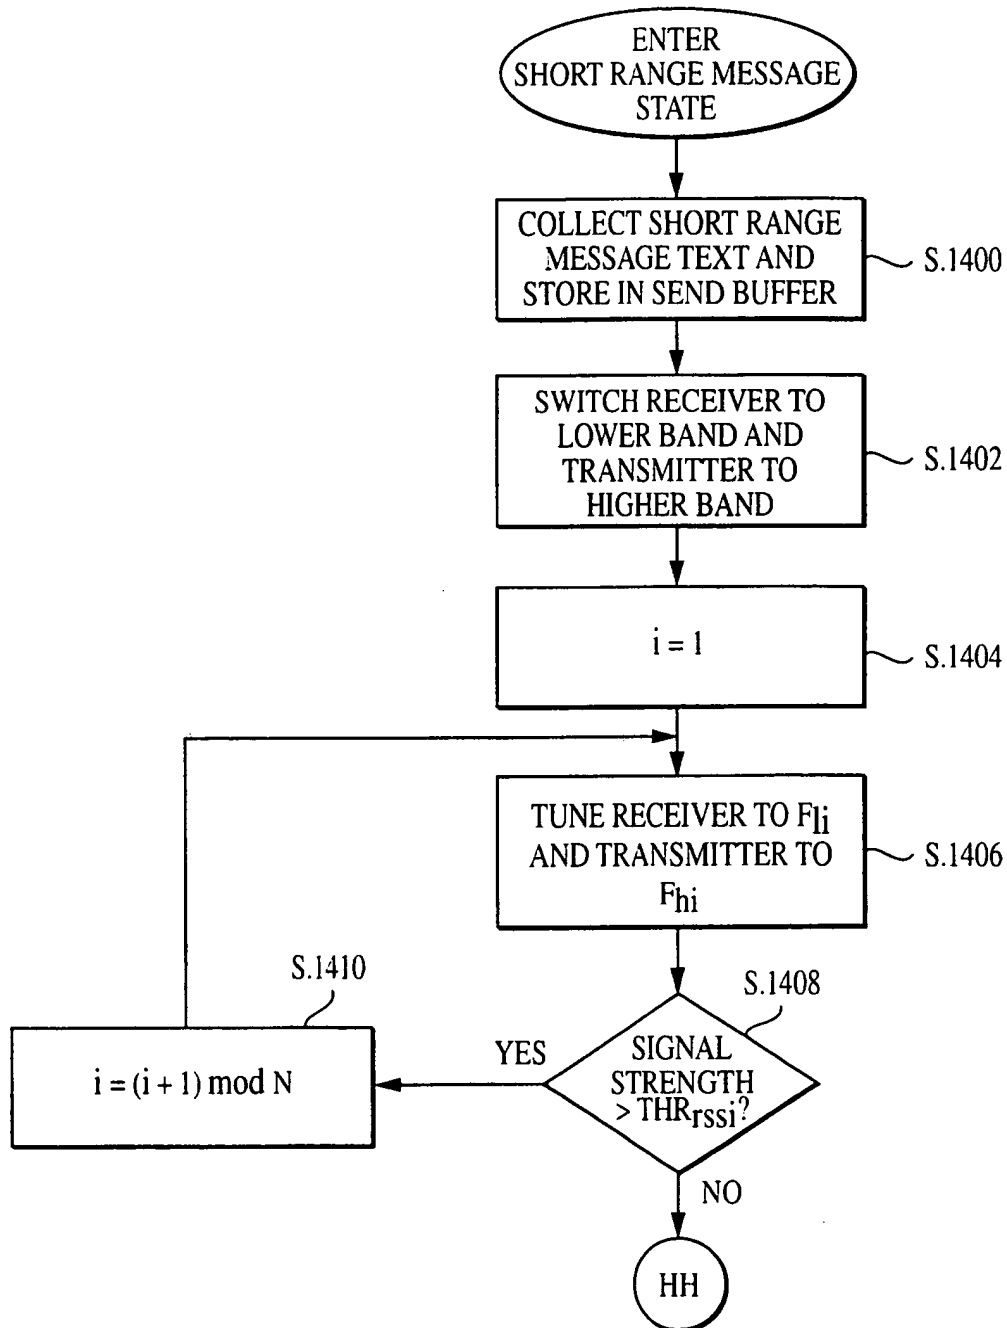 ENTER
SHORT RANGE MESSAGE
STATE
COLLECT SHORT RANGE
MESSAGE TEXT AND
STORE IN SEND BUFFER
S.1400
SWITCH RECEIVER TO
LOWER BAND AND
TRANSMITTER TO
HIGHER BAND
S.1402
i = 1
S.1404
TUNE RECEIVER TO Fli
AND TRANSMITTER TO
Fhi
S.1406
S.1408
SIGNAL
STRENGTH
> THRrssi?
YES
S.1410
i = (i + 1) mod N
NO
HH